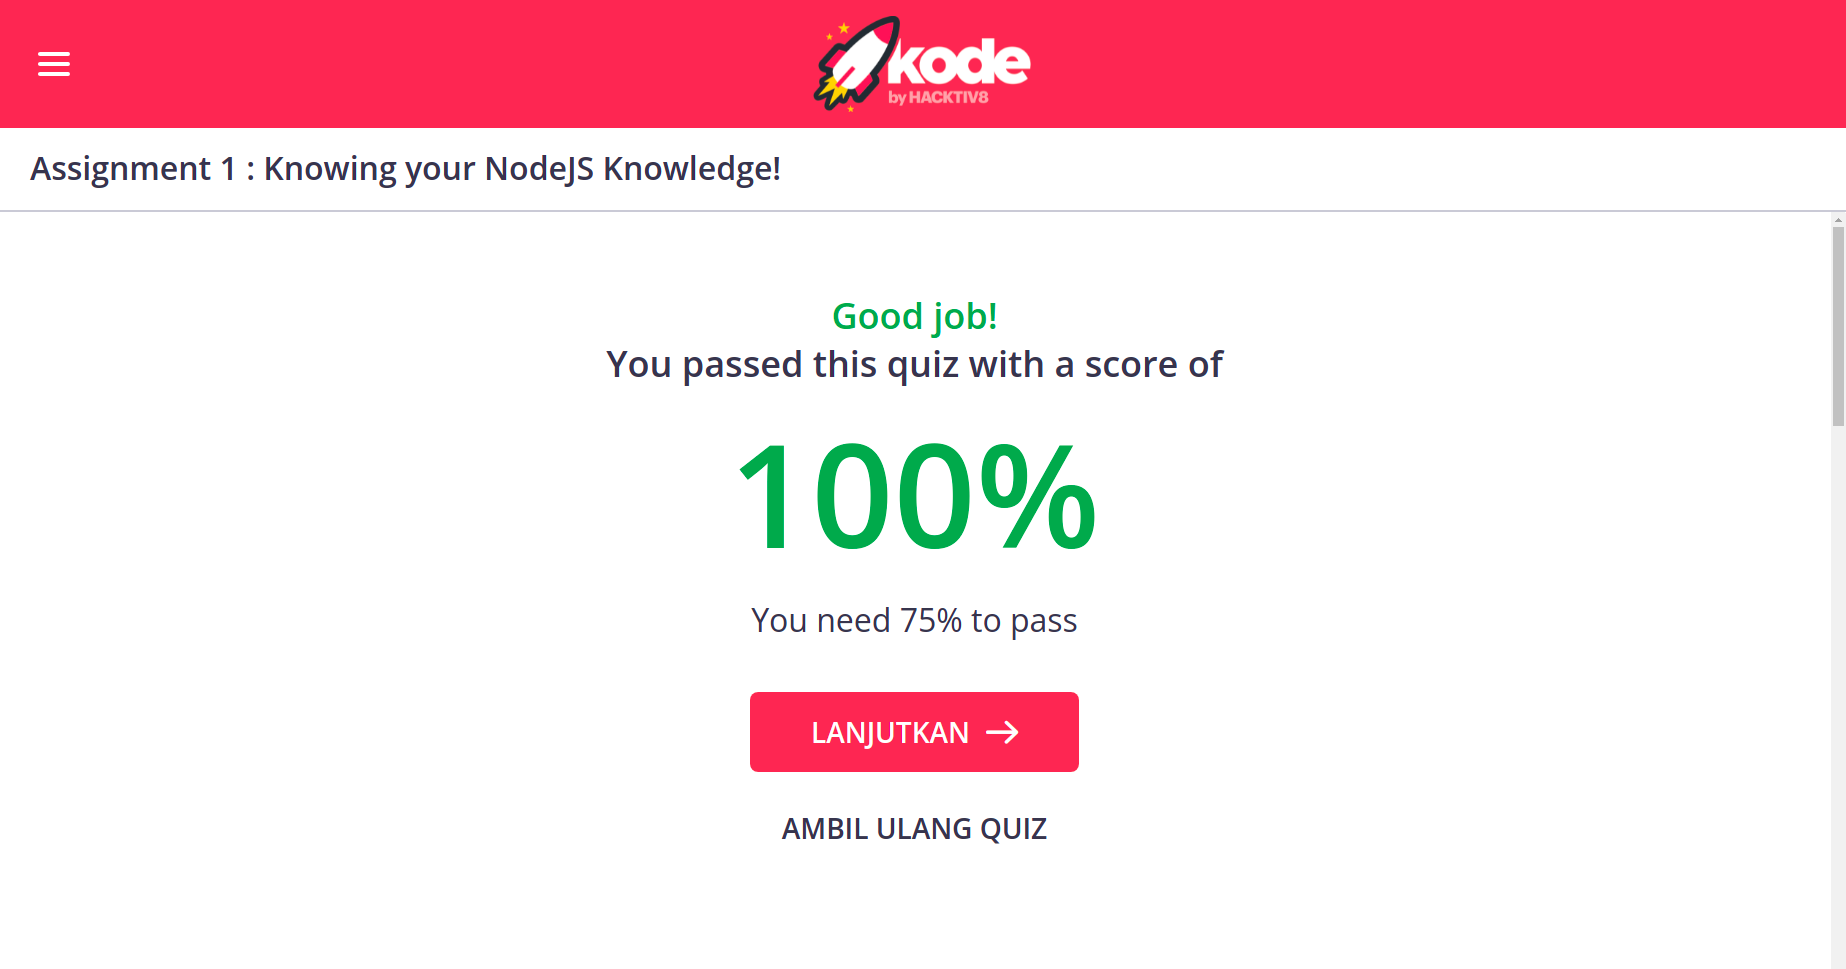 kode
by HACKTIV8
Assignment 1 : Knowing your NodeJS Knowledge!
Good job!
You passed this quiz with a score of
100%
You need 75% to pass
LANJUTKAN
AMBIL ULANG QUIZ